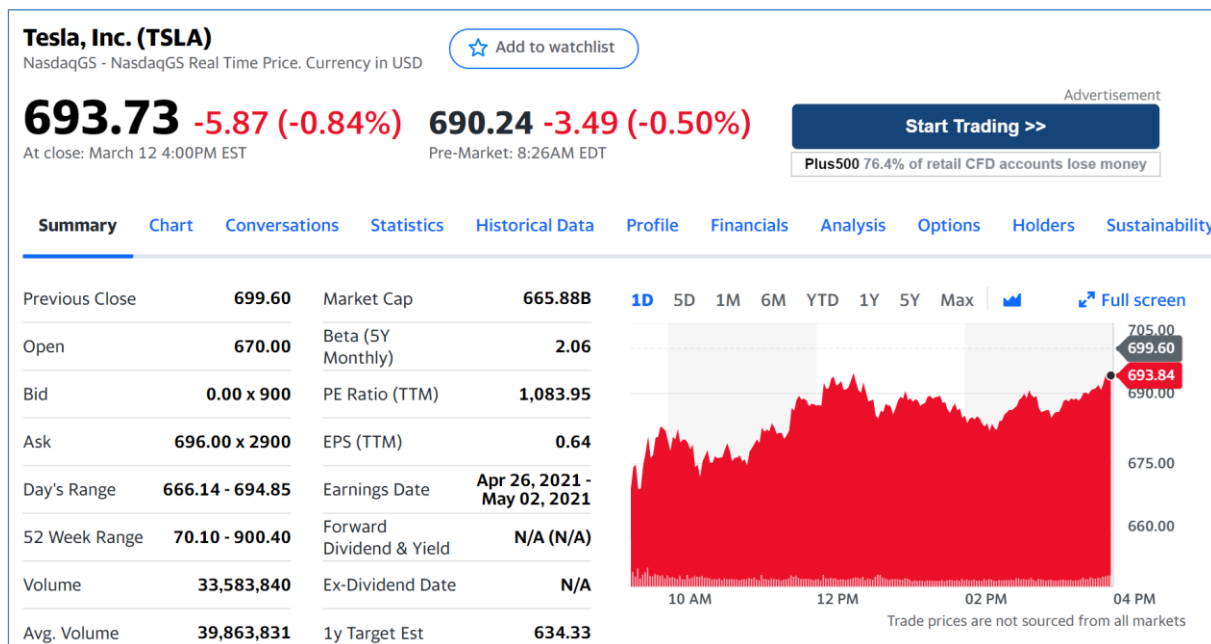 Tesla, Inc. (TSLA)
Add to watchlist
NasdaqGS - NasdaqGS Real Time Price. Currency in USD
Advertisement
693.73 -5.87 (-0.84%) 690.24 -3.49 (-0.50%)
Start Trading >>
At close: March 12 4:00PM EST Pre-Market: 8:26AM EDT
Plus500 76.4% of retail CFD accounts lose money
Summary Chart Conversations Statistics Historical Data Profile Financials Analysis Options Holders Sustainability
Previous Close 699.60
Open 670.00
Bid 0.00 x 900
Ask 696.00 x 2900
Day's Range 666.14 - 694.85
52 Week Range 70.10 - 900.40
Volume 33,583,840
Avg. Volume 39,863,831
Market Cap 665.88B
Beta (5Y
Monthly) 2.06
PE Ratio (TTM) 1,083.95
EPS (TTM) 0.64
Earnings Date Apr 26, 2021 -
May 02, 2021
Forward
Dividend & Yield N/A (N/A)
Ex-Dividend Date N/A
1y Target Est 634.33
1D 5D 1M 6M YTD 1Y 5Y Max Full screen
705.00
699.60
693.84
690.00
675.00
660.00
10 AM 12 PM 02 PM 04 PM
Trade prices are not sourced from all markets